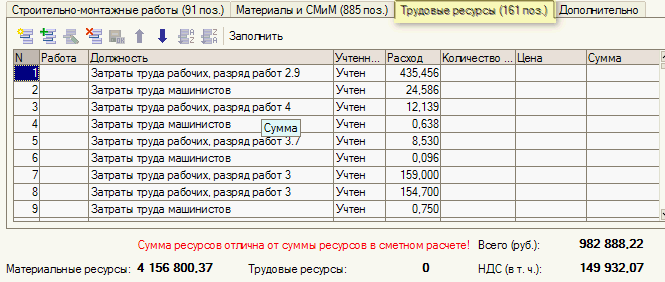 Строительно-монтажные работы (91 поз.) Материалы и СМиМ (885 поз.) Трудовые ресурсы (161 поз.) Дополнительно
Заполнить
N Работа Должность Учтенн... Расход Количество ... Цена Сумма
1 Затраты труда рабочих, разряд работ 2.9 Учтен 435,456
2 Затраты труда машинистов Учтен 24,586
3 Затраты труда рабочих, разряд работ 4 Учтен 12,139
4 Затраты труда машинистов Учтен 0,638
Сумма
5 Затраты труда рабочих, разряд работ 3.7 Учтен 8,530
6 Затраты труда машинистов Учтен 0,096
7 Затраты труда рабочих, разряд работ 3 Учтен 159,000
8 Затраты труда рабочих, разряд работ 3 Учтен 154,700
9 Затраты труда машинистов Учтен 0,750
Сумма ресурсов отлична от суммы ресурсов в сметном расчете! Всего (руб.): 982 888,22
Материальные ресурсы: 4 156 800,37 Трудовые ресурсы: 0 НДС (в т. ч.): 149 932,07